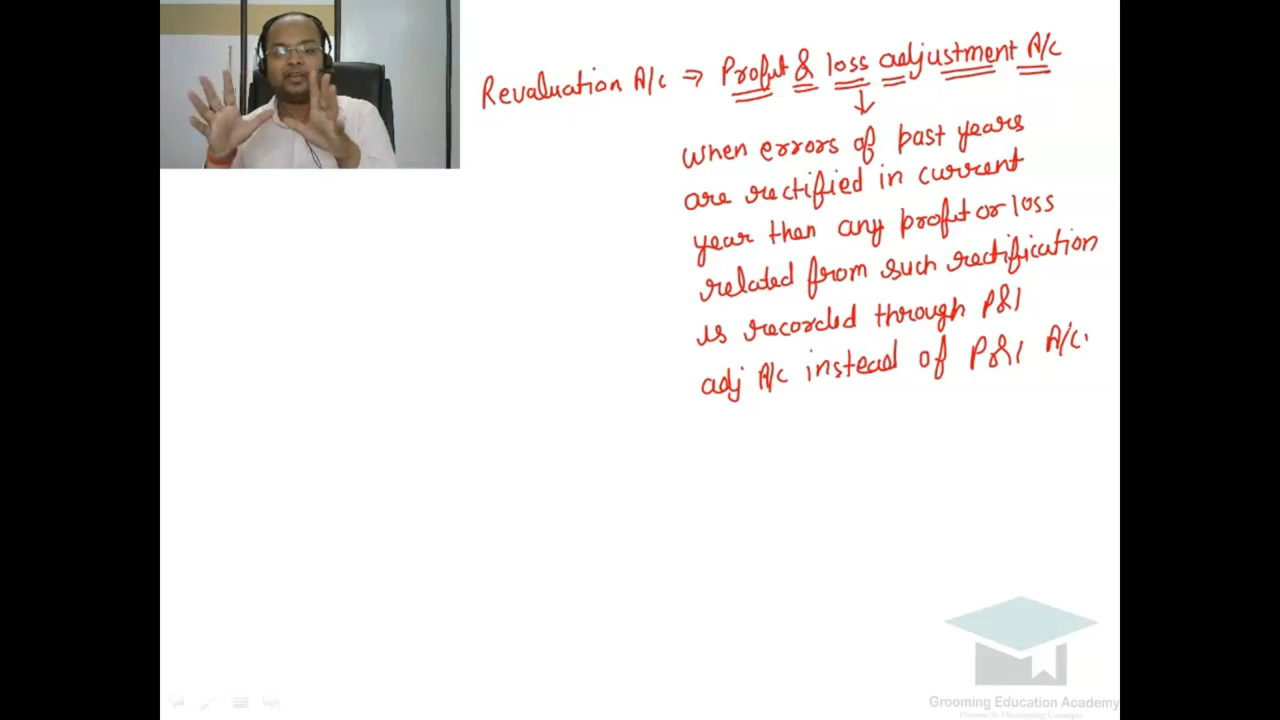 Revaluation A/c ⇒ Profit & loss adjustment A/c
When errors of past years
are rectified in current
year then any profit or loss
related from such rectification
is recorded through P&l
adj A/c instead of P&l A/c.
Grooming Education Academy